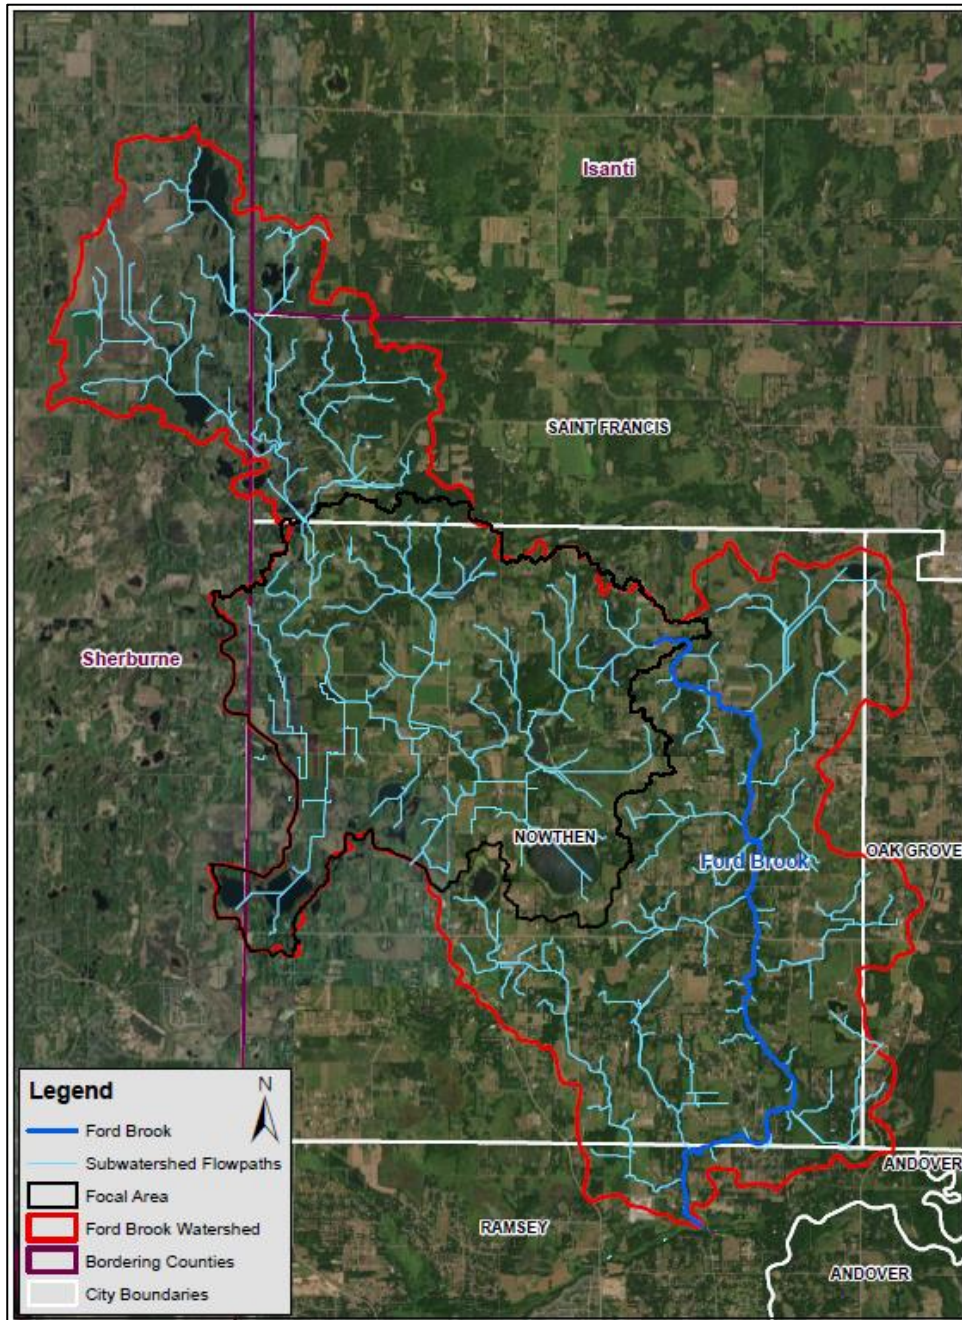 Isanti
SAINT FRANCIS
Sherburne
NOWTHEN
Ford Brook
OAK GROVE
Legend
N
Ford Brook
Subwatershed Flowpaths
Focal Area
Ford Brook Watershed
Bordering Counties
City Boundaries
ANDOVER
RAMSEY
ANDOVER